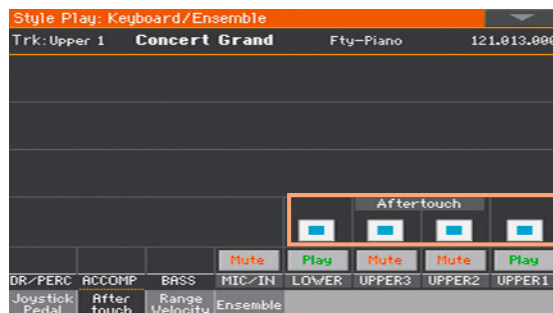 Style Play: Keyboard/Ensemble
Trk: Upper 1 Concert Grand Fty-Piano 121.013.000
Aftertouch
Mute Play Mute Mute Play
DR/PERC ACCOMP BASS MIC/IN LOWER UPPER3 UPPER2 UPPER1
Joystick Pedal After touch Range Velocity Ensemble